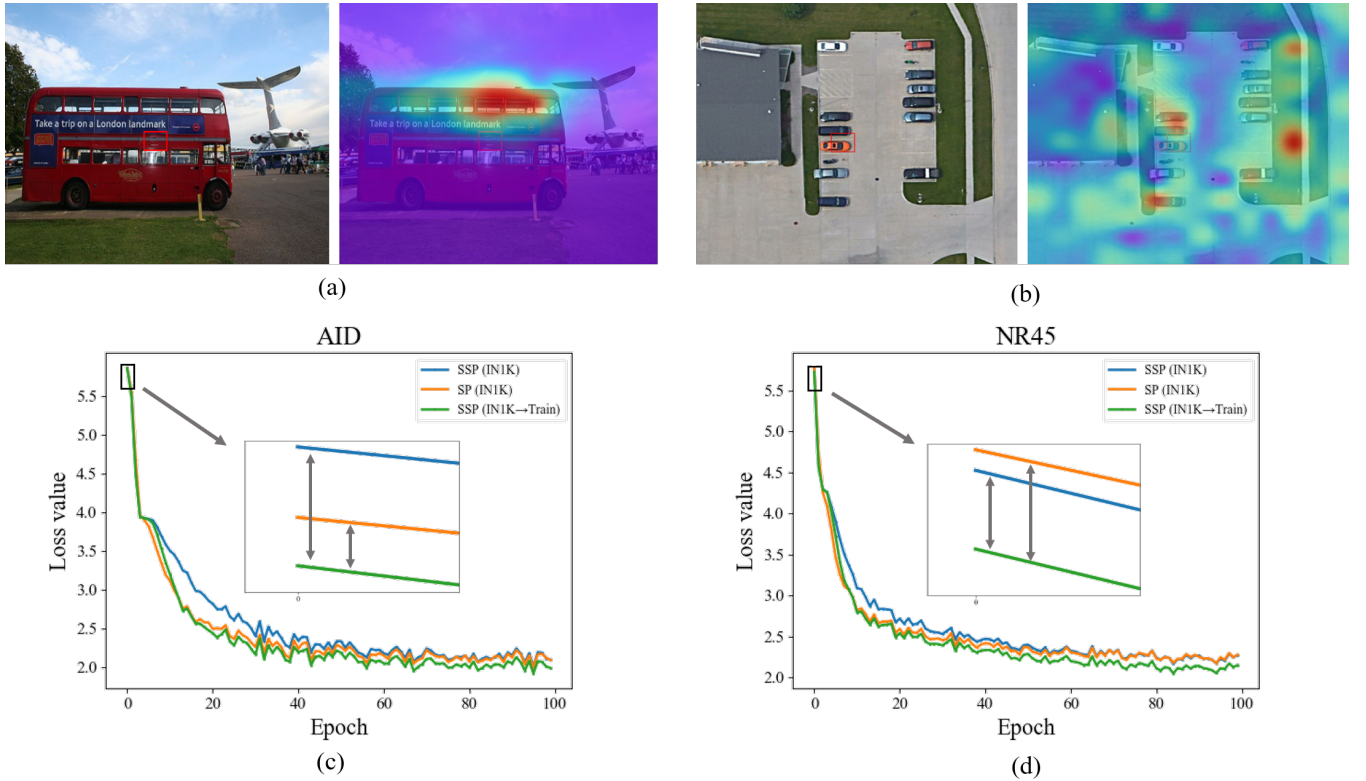 Take a trip on a London landmark
Take a trip on a London landmark
(a)
(b)
AID
Loss value
5.5
5.0
4.5
4.0
3.5
3.0
2.5
2.0
SSP (IN1K)
SP (IN1K)
SSP (IN1K→Train)
0
0
20
40
60
80
100
Epoch
(c)
NR45
Loss value
5.5
5.0
4.5
4.0
3.5
3.0
2.5
2.0
SSP (IN1K)
SP (IN1K)
SSP (IN1K→Train)
0
0
20
40
60
80
100
Epoch
(d)